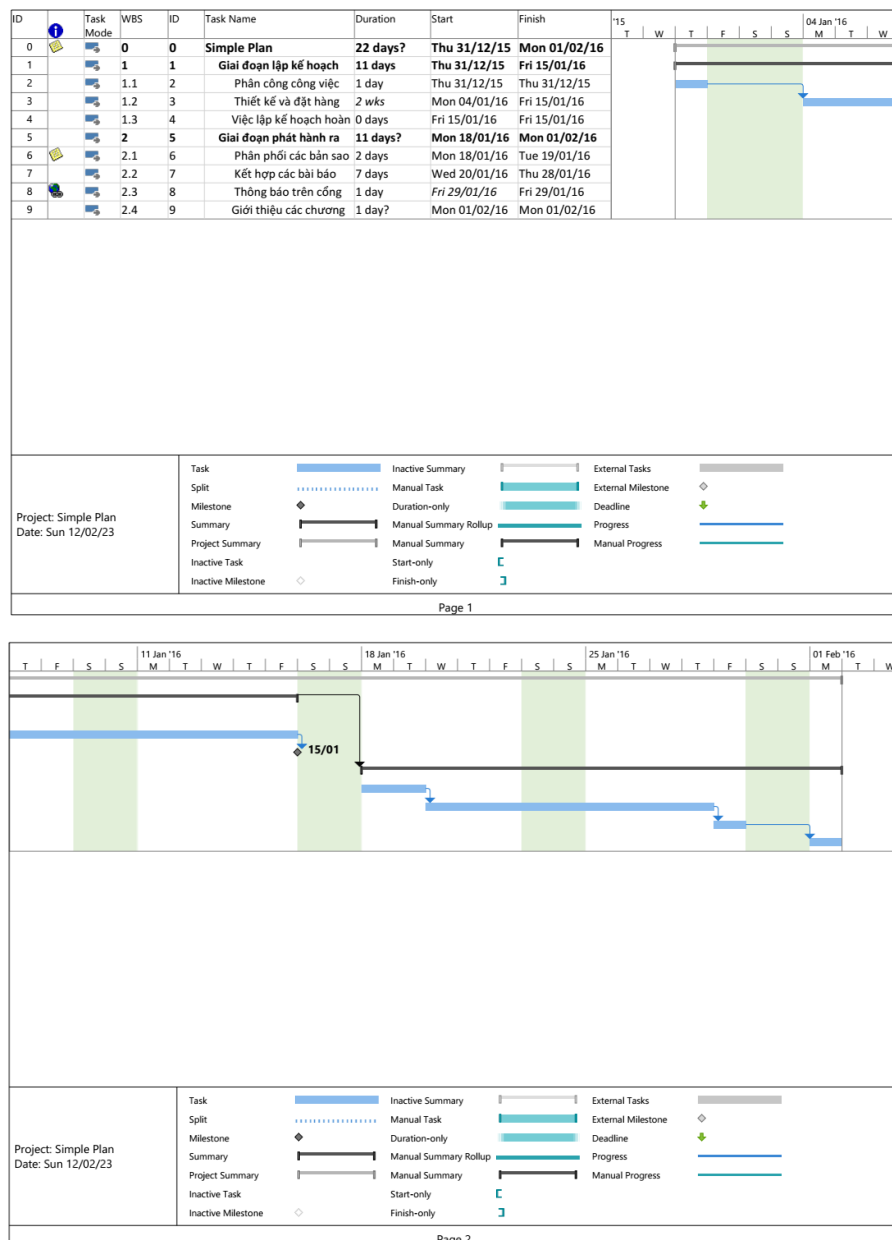 ID Task Mode WBS ID Task Name Duration Start Finish '15 04 Jan '16
T W T F S S M T W
0 0 0 Simple Plan 22 days? Thu 31/12/15 Mon 01/02/16
1 1 1 Giai đoạn lập kế hoạch 11 days Thu 31/12/15 Fri 15/01/16
2 1.1 2 Phân công công việc 1 day Thu 31/12/15 Thu 31/12/15
3 1.2 3 Thiết kế và đặt hàng 2 wks Mon 04/01/16 Fri 15/01/16
4 1.3 4 Việc lập kế hoạch hoàn 0 days Fri 15/01/16 Fri 15/01/16
5 2 5 Giai đoạn phát hành ra 11 days? Mon 18/01/16 Mon 01/02/16
6 2.1 6 Phân phối các bản sao 2 days Mon 18/01/16 Tue 19/01/16
7 2.2 7 Kết hợp các bài báo 7 days Wed 20/01/16 Thu 28/01/16
8 2.3 8 Thông báo trên cổng 1 day Fri 29/01/16 Fri 29/01/16
9 2.4 9 Giới thiệu các chương 1 day? Mon 01/02/16 Mon 01/02/16
Project: Simple Plan
Date: Sun 12/02/23
Task Inactive Summary External Tasks
Split Manual Task External Milestone
Milestone Duration-only Deadline
Summary Manual Summary Rollup Progress
Project Summary Manual Summary Manual Progress
Inactive Task Start-only
Inactive Milestone Finish-only
Page 1
11 Jan '16 18 Jan '16 25 Jan '16 01 Feb '16
T F S S M T W T F S S M T W T F S S M T W T F S S M T W
15/01
Project: Simple Plan
Date: Sun 12/02/23
Task Inactive Summary External Tasks
Split Manual Task External Milestone
Milestone Duration-only Deadline
Summary Manual Summary Rollup Progress
Project Summary Manual Summary Manual Progress
Inactive Task Start-only
Inactive Milestone Finish-only
Page 2